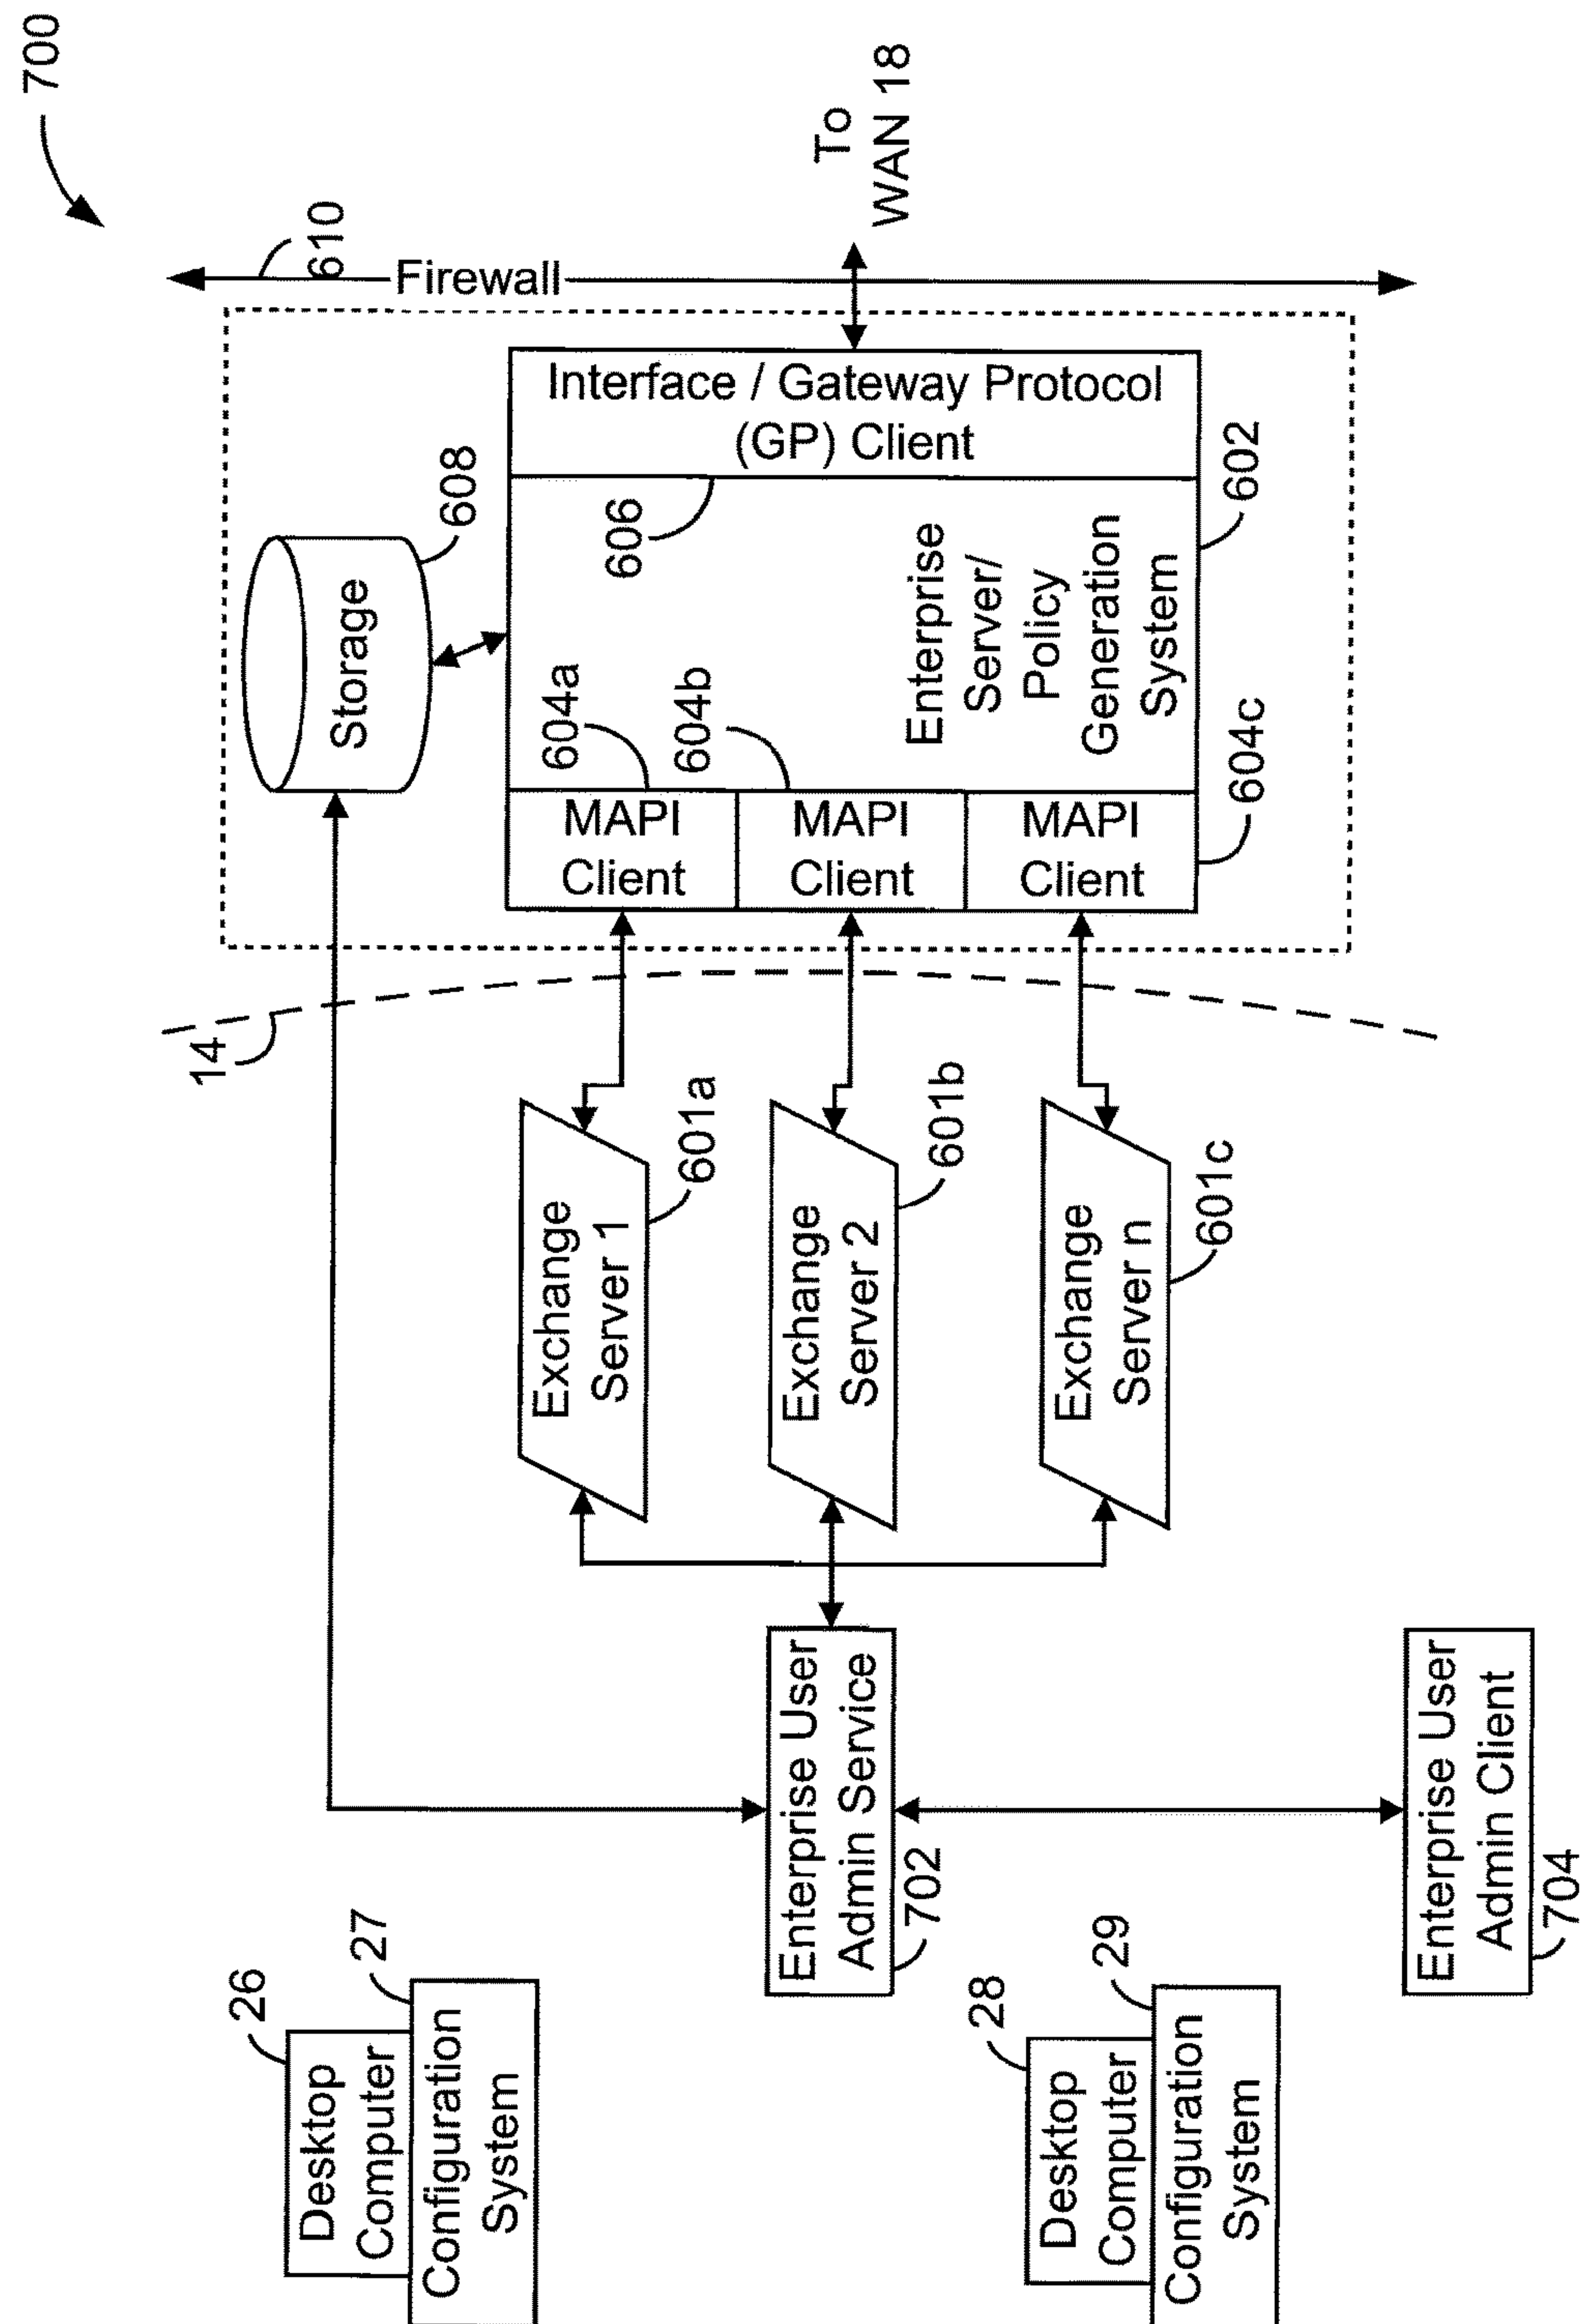 700
610
Firewall
To
WAN 18
Storage
608
Interface / Gateway Protocol
(GP) Client
606
Enterprise
Server/
Policy
Generation
System
602
604a
604b
604c
MAPI
Client
MAPI
Client
MAPI
Client
14
Exchange
Server 1
601a
Exchange
Server 2
601b
Exchange
Server n
601c
Enterprise User
Admin Service
702
Enterprise User
Admin Client
704
26
Desktop
Computer
27
Configuration
System
28
Desktop
Computer
29
Configuration
System